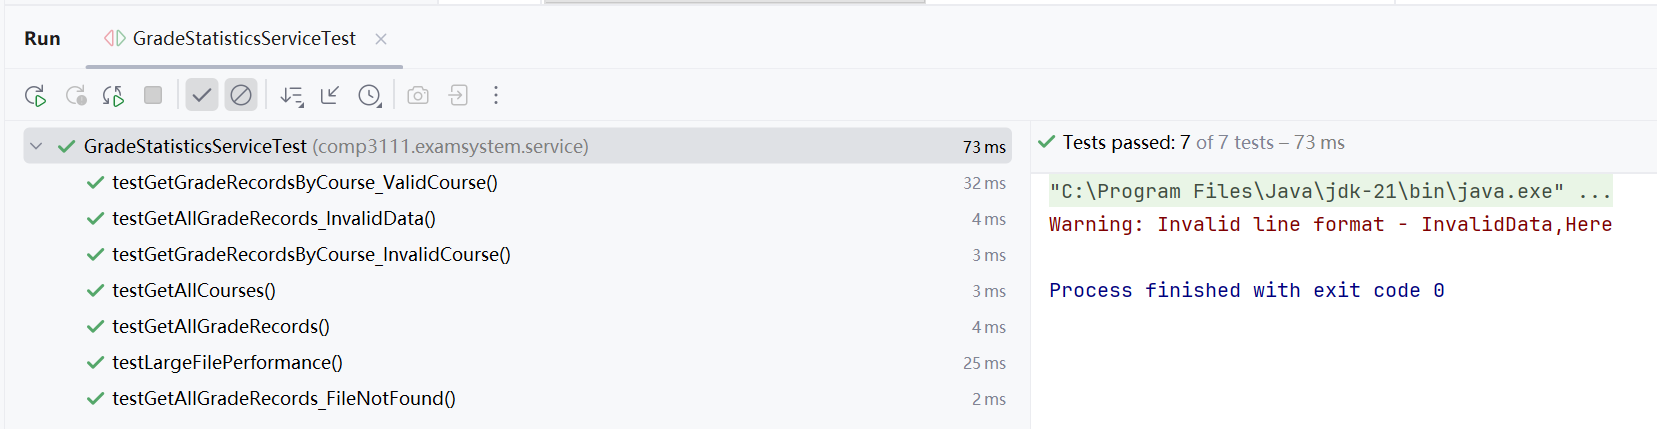 Run GradeStatisticsServiceTest
GradeStatisticsServiceTest (comp3111.examsystem.service) 73 ms
testGetGradeRecordsByCourse_ValidCourse() 32 ms
testGetAllGradeRecords_InvalidData() 4 ms
testGetGradeRecordsByCourse_InvalidCourse() 3 ms
testGetAllCourses() 3 ms
testGetAllGradeRecords() 4 ms
testLargeFilePerformance() 25 ms
testGetAllGradeRecords_FileNotFound() 2 ms
Tests passed: 7 of 7 tests – 73 ms
"C:\Program Files\Java\jdk-21\bin\java.exe" ...
Warning: Invalid line format - InvalidData,Here
Process finished with exit code 0